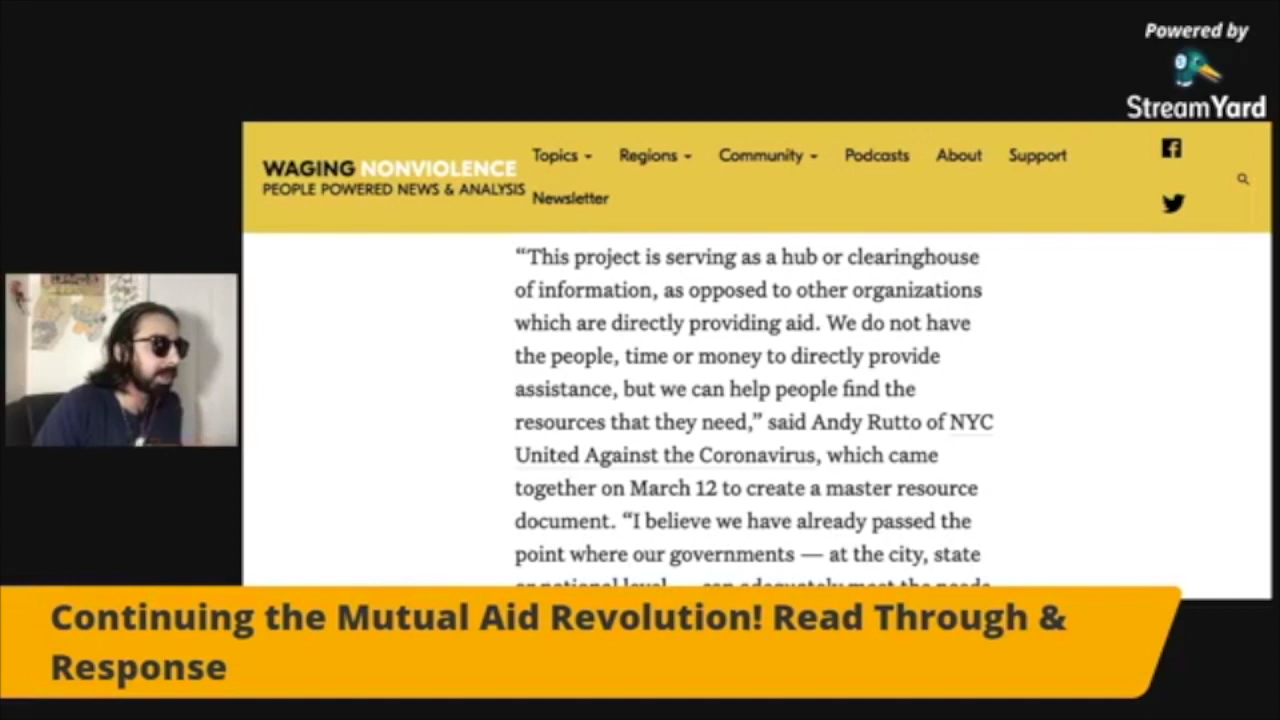 Powered by
StreamYard
WAGING NONVIOLENCE
PEOPLE POWERED NEWS & ANALYSIS
Topics Regions Community Podcasts About Support
Newsletter
“This project is serving as a hub or clearinghouse
of information, as opposed to other organizations
which are directly providing aid. We do not have
the people, time or money to directly provide
assistance, but we can help people find the
resources that they need,” said Andy Rutto of NYC
United Against the Coronavirus, which came
together on March 12 to create a master resource
document. “I believe we have already passed the
point where our governments — at the city, state
Continuing the Mutual Aid Revolution! Read Through &
Response